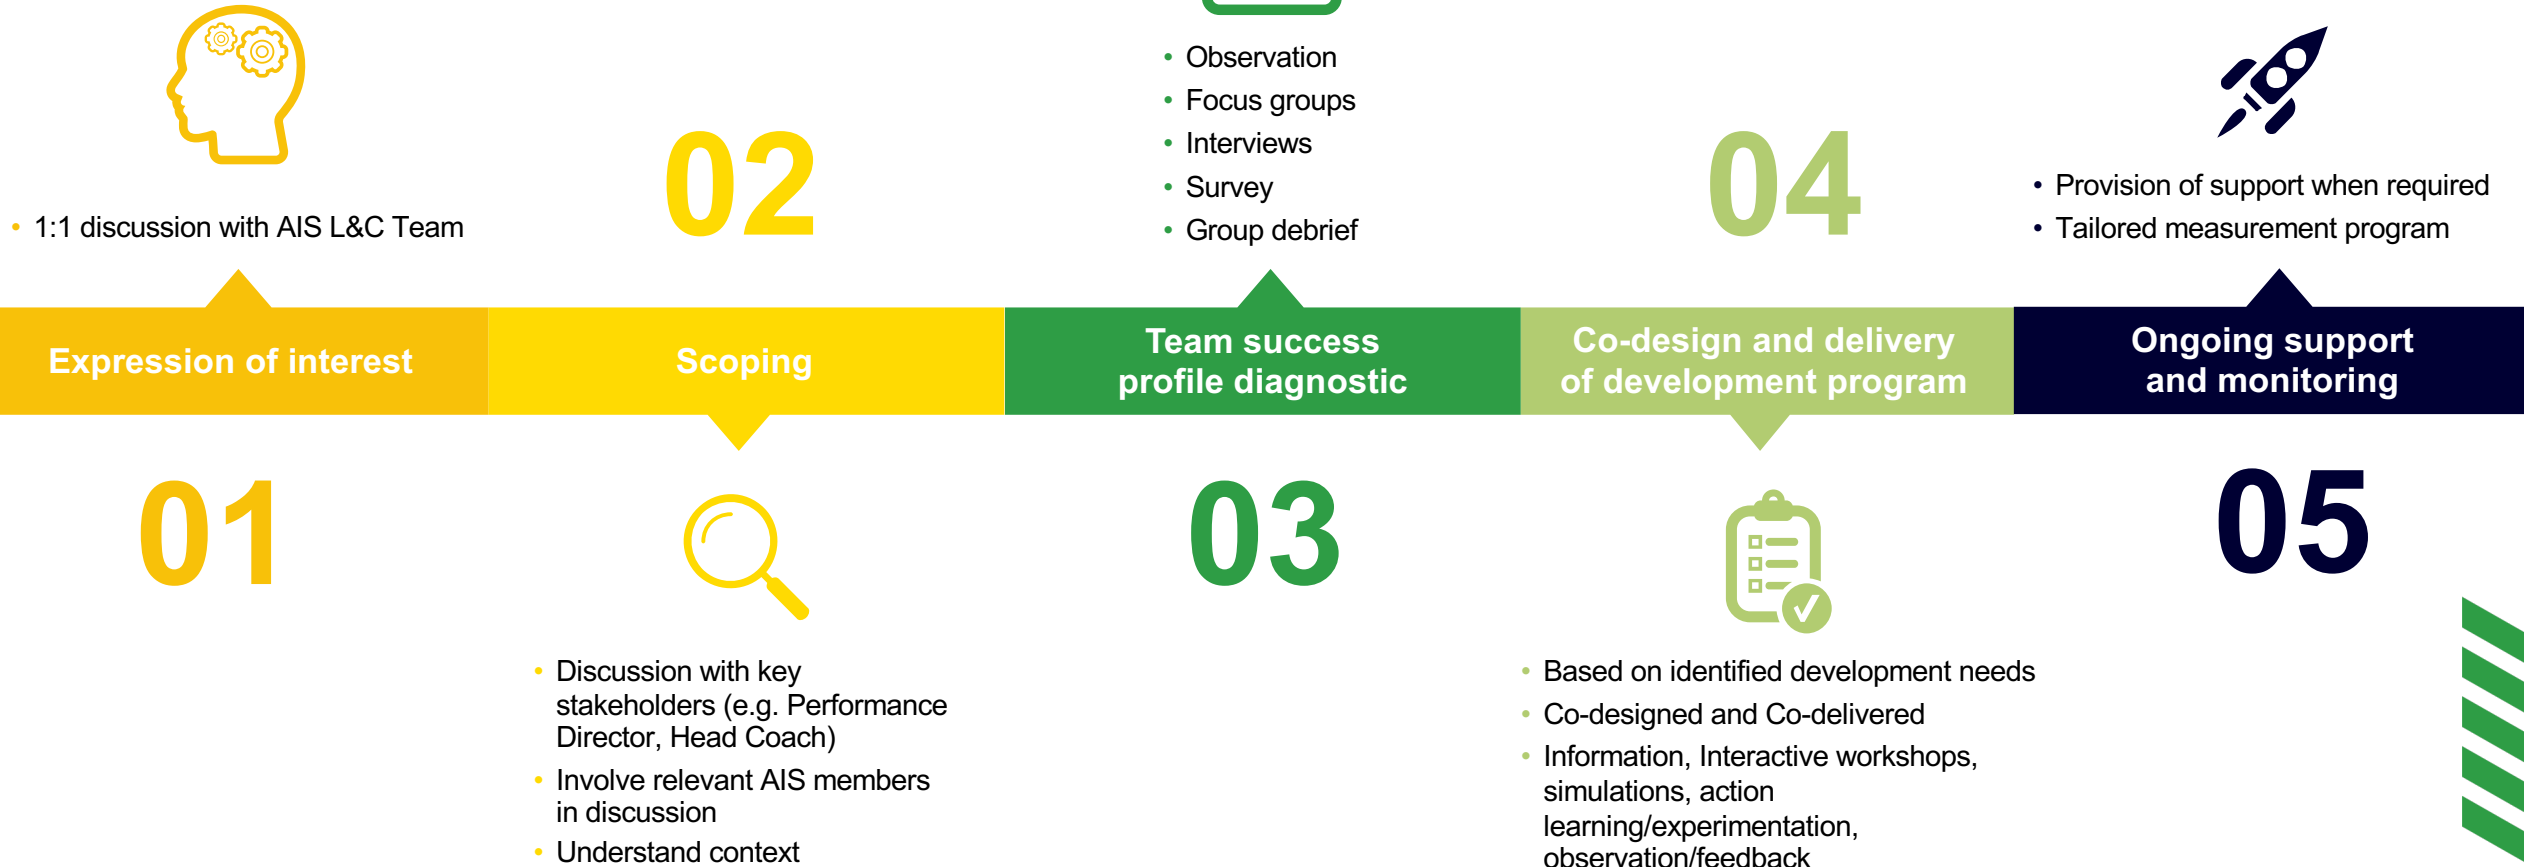 • 1:1 discussion with AIS L&C Team
Expression of interest
01
02
Scoping
• Discussion with key
stakeholders (e.g. Performance
Director, Head Coach)
• Involve relevant AIS members
in discussion
• Understand context
• Observation
• Focus groups
• Interviews
• Survey
• Group debrief
Team success
profile diagnostic
03
04
Co-design and delivery
of development program
• Based on identified development needs
• Co-designed and Co-delivered
• Information, Interactive workshops,
simulations, action
learning/experimentation,
observation/feedback
• Provision of support when required
• Tailored measurement program
Ongoing support
and monitoring
05